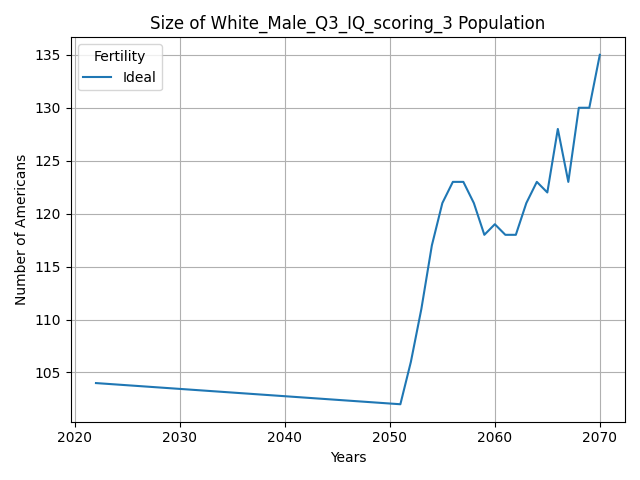 Size of White_Male_Q3_IQ_scoring_3 Population
Fertility
Ideal
135
130
125
120
115
110
105
Number of Americans
2020
2030
2040
2050
2060
2070
Years